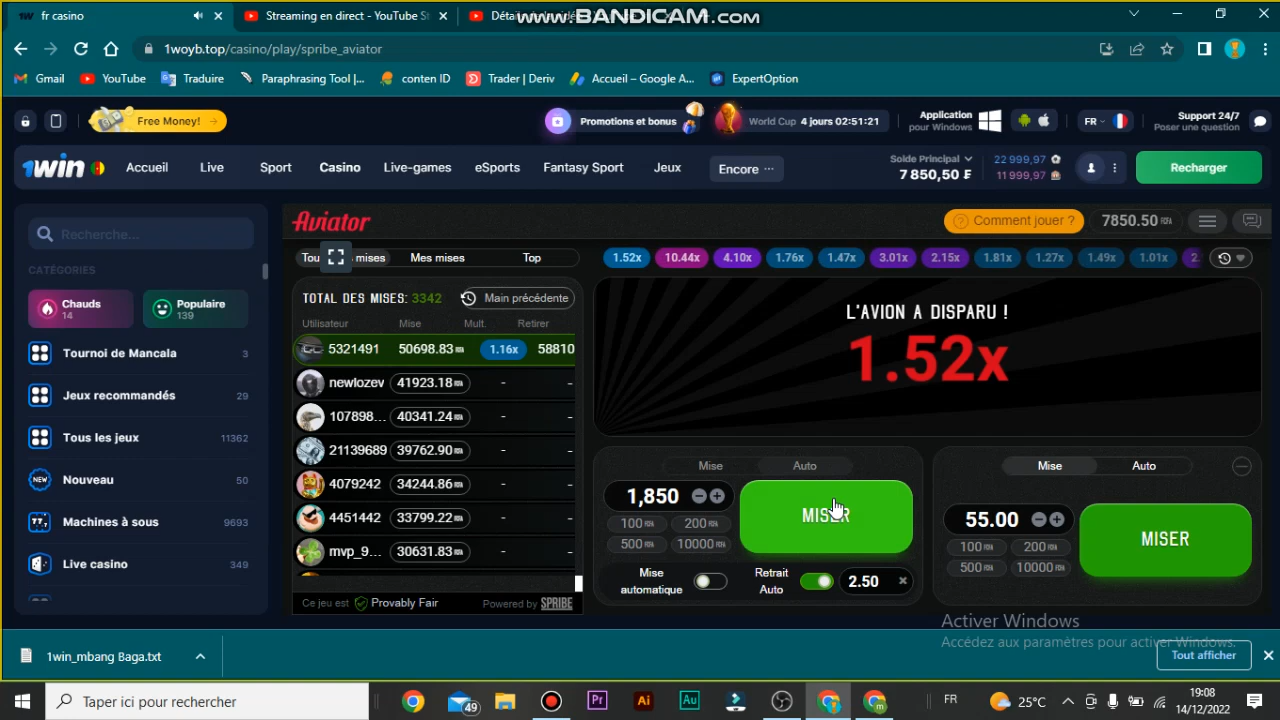 fr casino
Streaming en direct - YouTube St
www.BANDICAM.com
1woyb.top/casino/play/spribe_aviator
Gmail YouTube Traduire Paraphrasing Tool |... conten ID Trader | Deriv Accueil – Google A... ExpertOption
Free Money! →
Promotions et bonus
World Cup 4 jours 02:51:21
Application
pour Windows
FR
Support 24/7
Poser une question
1win Accueil Live Sport Casino Live-games eSports Fantasy Sport Jeux Encore ···
Solde Principal
7 850,50 ₣
22 999,97
11 999,97
Recharger
Recherche...
CATÉGORIES
Chauds
14
Populaire
139
Tournoi de Mancala 3
Jeux recommandés 29
Tous les jeux 11362
NEW Nouveau 50
Machines à sous 9693
Live casino 349
Aviator
? Comment jouer ? 7850.50 FCFA
mises Mes mises Top
1.52x 10.44x 4.10x 1.76x 1.47x 3.01x 2.15x 1.81x 1.27x 1.49x 1.01x 2.
TOTAL DES MISES: 3342 Main précédente
Utilisateur Mise Mult. Retirer
5321491 50698.83 1.16x 58810
newlozev 41923.18 - -
107898... 40341.24 - -
21139689 39762.90 - -
4079242 34244.86 - -
4451442 33799.22 - -
mvp_9... 30631.83 - -
Ce jeu est Provably Fair Powered by SPRIBE
L'AVION A DISPARU !
1.52x
Mise Auto
1,850
100 200
500 10000
MISER
Mise
automatique
Retrait
Auto
2.50 ×
Mise Auto
55.00
100 200
500 10000
MISER
Activer Windows
Accédez aux paramètres pour activer Windows.
1win_mbang Baga.txt
Tout afficher
Taper ici pour rechercher
49
Pr
Ai
Au
FR
25°C
19:08
14/12/2022